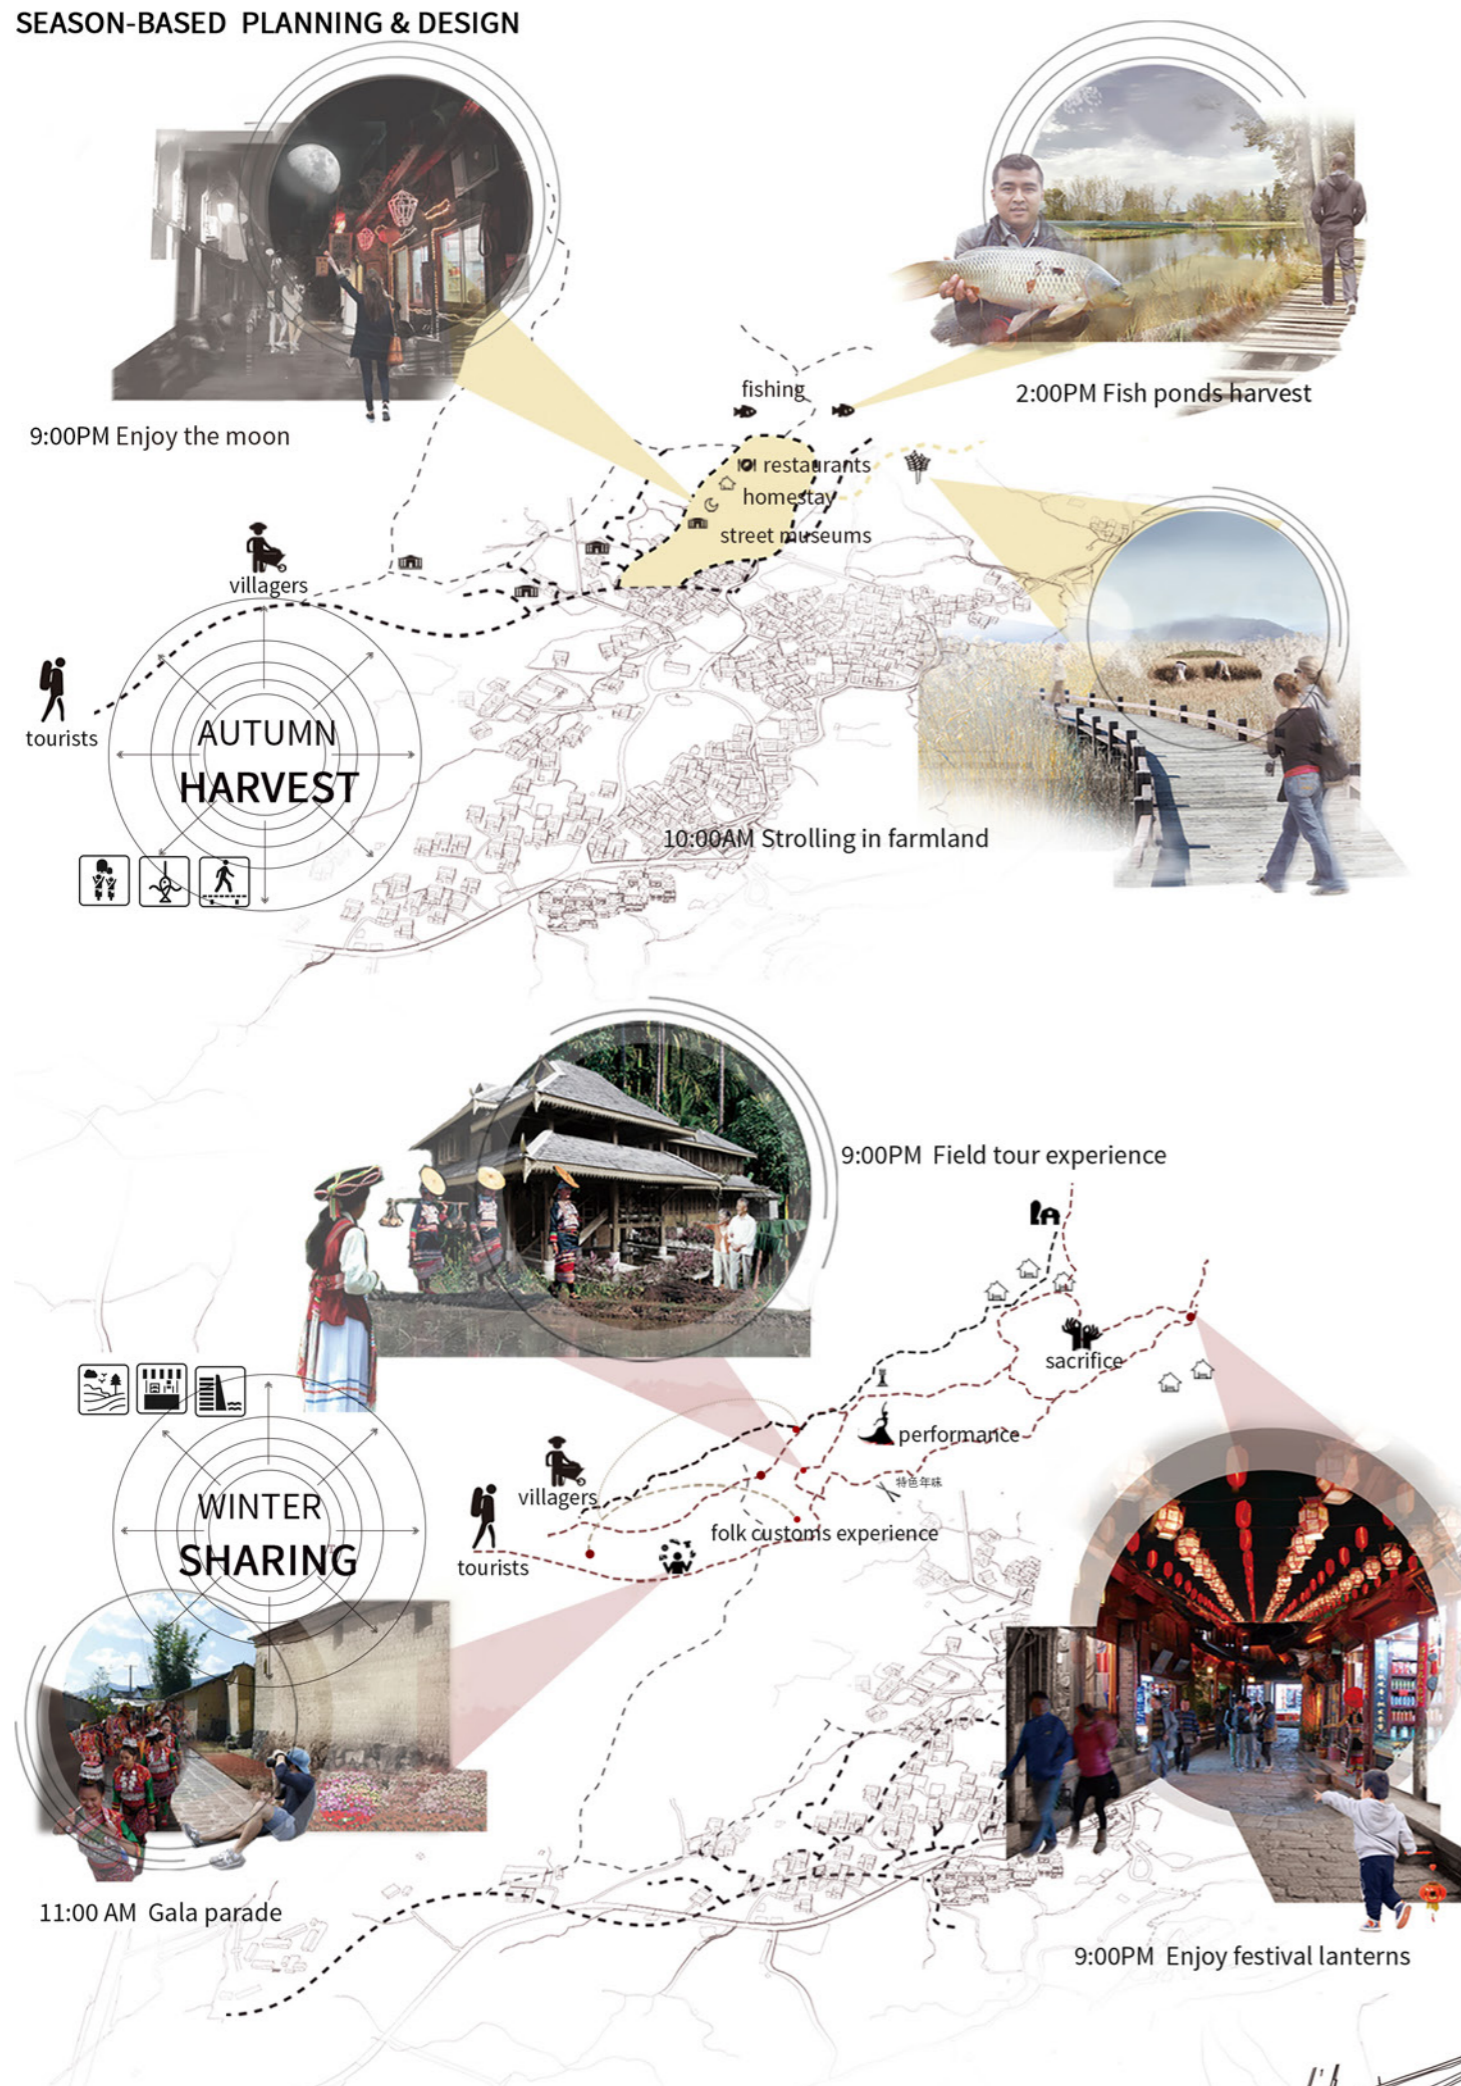 SEASON-BASED PLANNING & DESIGN
9:00PM Enjoy the moon
fishing
2:00PM Fish ponds harvest
restaurants
homestay
street museums
villagers
tourists
AUTUMN
HARVEST
10:00AM Strolling in farmland
9:00PM Field tour experience
sacrifice
performance
特色年味
villagers
folk customs experience
tourists
WINTER
SHARING
11:00 AM Gala parade
9:00PM Enjoy festival lanterns